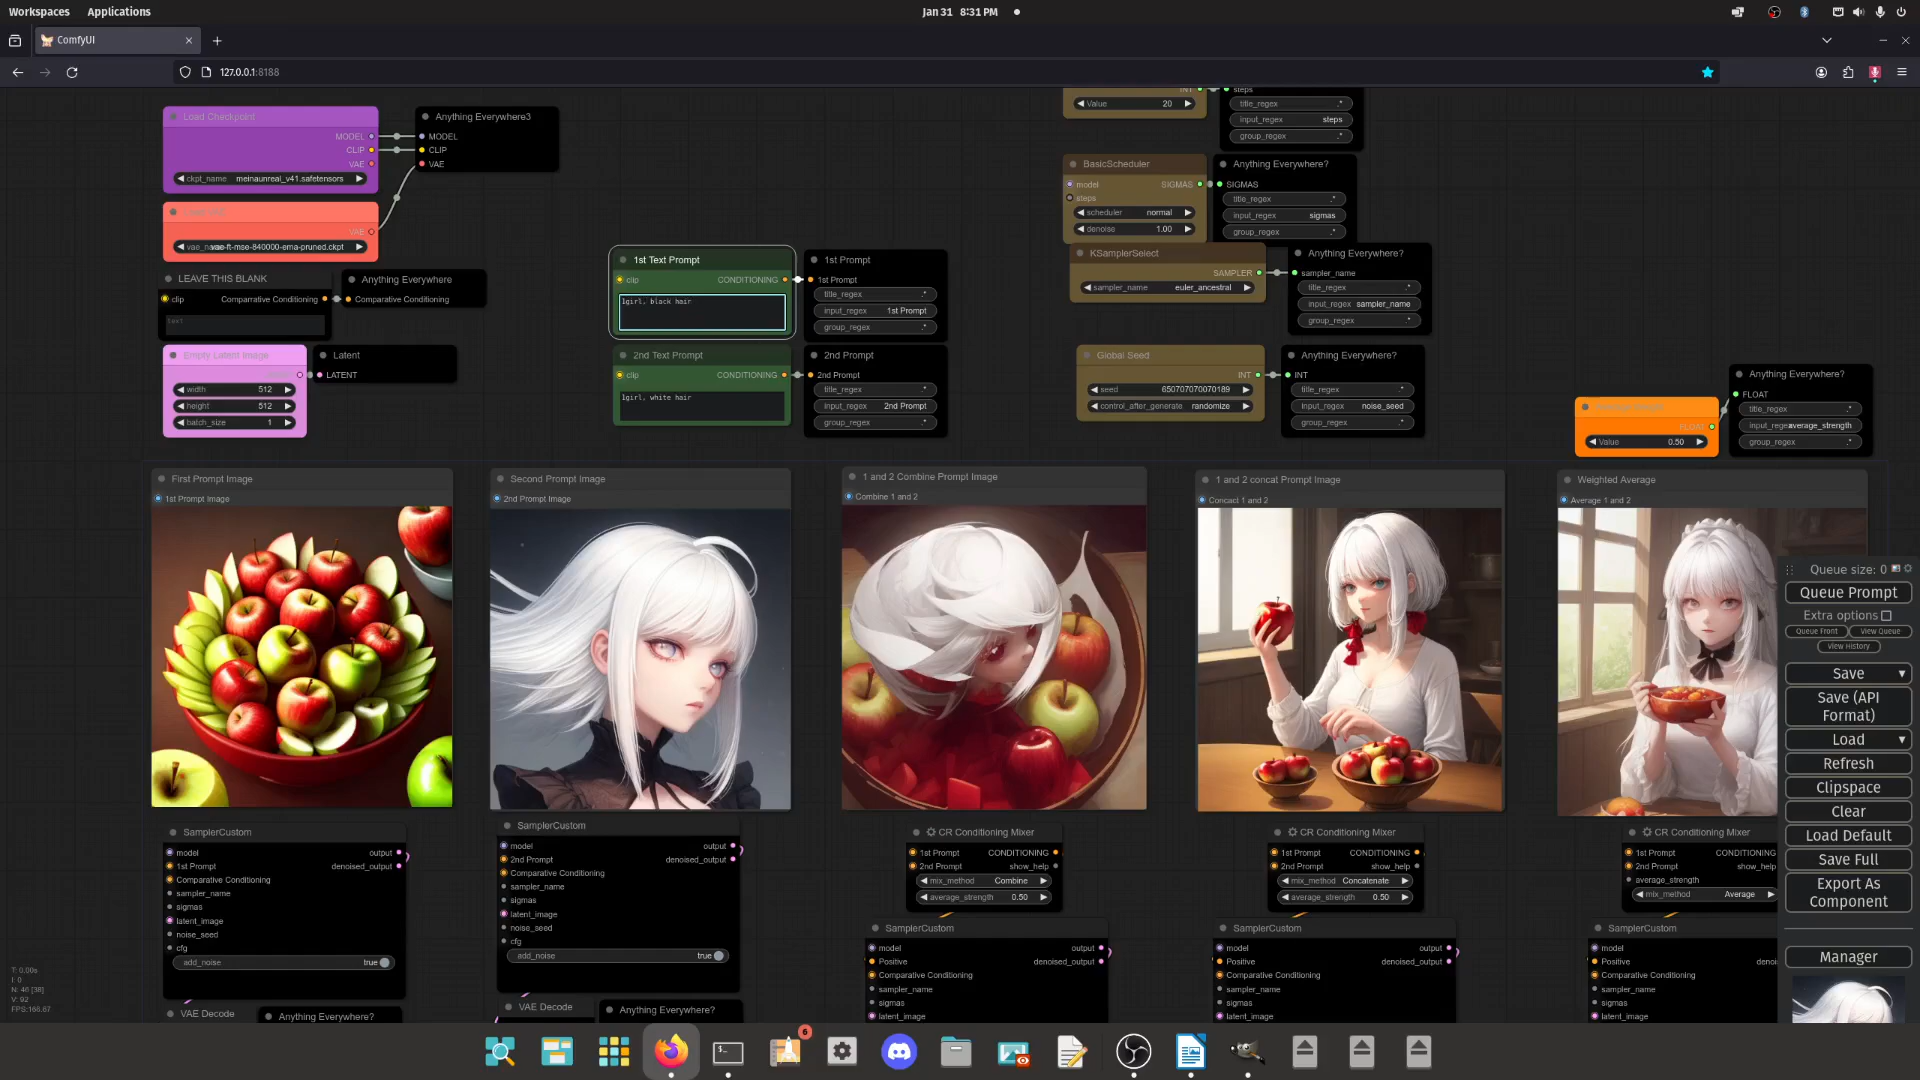 Workspaces Applications
Jan 31 8:31 PM
ComfyUI
127.0.0.1:8188
Load Checkpoint
MODEL
CLIP
VAE
ckpt_name meinaunreal_v41.safetensors
Anything Everywhere3
MODEL
CLIP
VAE
VAE
vae-ft-mse-840000-ema-pruned.ckpt
LEAVE THIS BLANK
clip Comparative Conditioning
text
Anything Everywhere
Comparative Conditioning
Empty Latent Image
width 512
height 512
batch_size 1
Latent
LATENT
1st Text Prompt
clip CONDITIONING
1girl, black hair
1st Prompt
1st Prompt
title_regex .*
input_regex 1st Prompt
group_regex .*
2nd Text Prompt
clip CONDITIONING
1girl, white hair
2nd Prompt
2nd Prompt
title_regex .*
input_regex 2nd Prompt
group_regex .*
INT
Value 20
steps
title_regex .*
input_regex steps
group_regex .*
BasicScheduler
model SIGMAS
steps
scheduler normal
denoise 1.00
Anything Everywhere?
SIGMAS
title_regex .*
input_regex sigmas
group_regex .*
KSamplerSelect
SAMPLER
sampler_name euler_ancestral
Anything Everywhere?
sampler_name
title_regex .*
input_regex sampler_name
group_regex .*
Global Seed
INT
seed 650707070070189
control_after_generate randomize
Anything Everywhere?
INT
title_regex .*
input_regex noise_seed
group_regex .*
FLOAT
Value 0.50
Anything Everywhere?
FLOAT
title_regex .*
average_strength
group_regex .*
First Prompt Image
1st Prompt Image
Second Prompt Image
2nd Prompt Image
1 and 2 Combine Prompt Image
Combine 1 and 2
1 and 2 concat Prompt Image
Concact 1 and 2
Weighted Average
Average 1 and 2
SamplerCustom
model output
1st Prompt denoised_output
Comparative Conditioning
sampler_name
sigmas
latent_image
noise_seed
cfg
add_noise true
VAE Decode
Anything Everywhere?
SamplerCustom
model output
2nd Prompt denoised_output
Comparative Conditioning
sampler_name
sigmas
latent_image
noise_seed
cfg
add_noise true
VAE Decode
Anything Everywhere?
CR Conditioning Mixer
1st Prompt CONDITIONING
2nd Prompt show_help
mix_method Combine
average_strength 0.50
SamplerCustom
model output
Positive denoised_output
Comparative Conditioning
sampler_name
sigmas
latent_image
CR Conditioning Mixer
1st Prompt CONDITIONING
2nd Prompt show_help
mix_method Concatenate
average_strength 0.50
SamplerCustom
model output
Positive denoised_output
Comparative Conditioning
sampler_name
sigmas
latent_image
CR Conditioning Mixer
1st Prompt CONDITIONING
2nd Prompt show_help
average_strength
mix_method Average
SamplerCustom
model
Positive
Comparative Conditioning
sampler_name
sigmas
latent_image
Queue size: 0
Queue Prompt
Extra options
Queue Front View Queue
View History
Save
Save (API
Format)
Load
Refresh
Clipspace
Clear
Load Default
Save Full
Export As
Component
Manager
T: 0.00s
I: 0
N: 46 [38]
V: 92
FPS:166.67
6